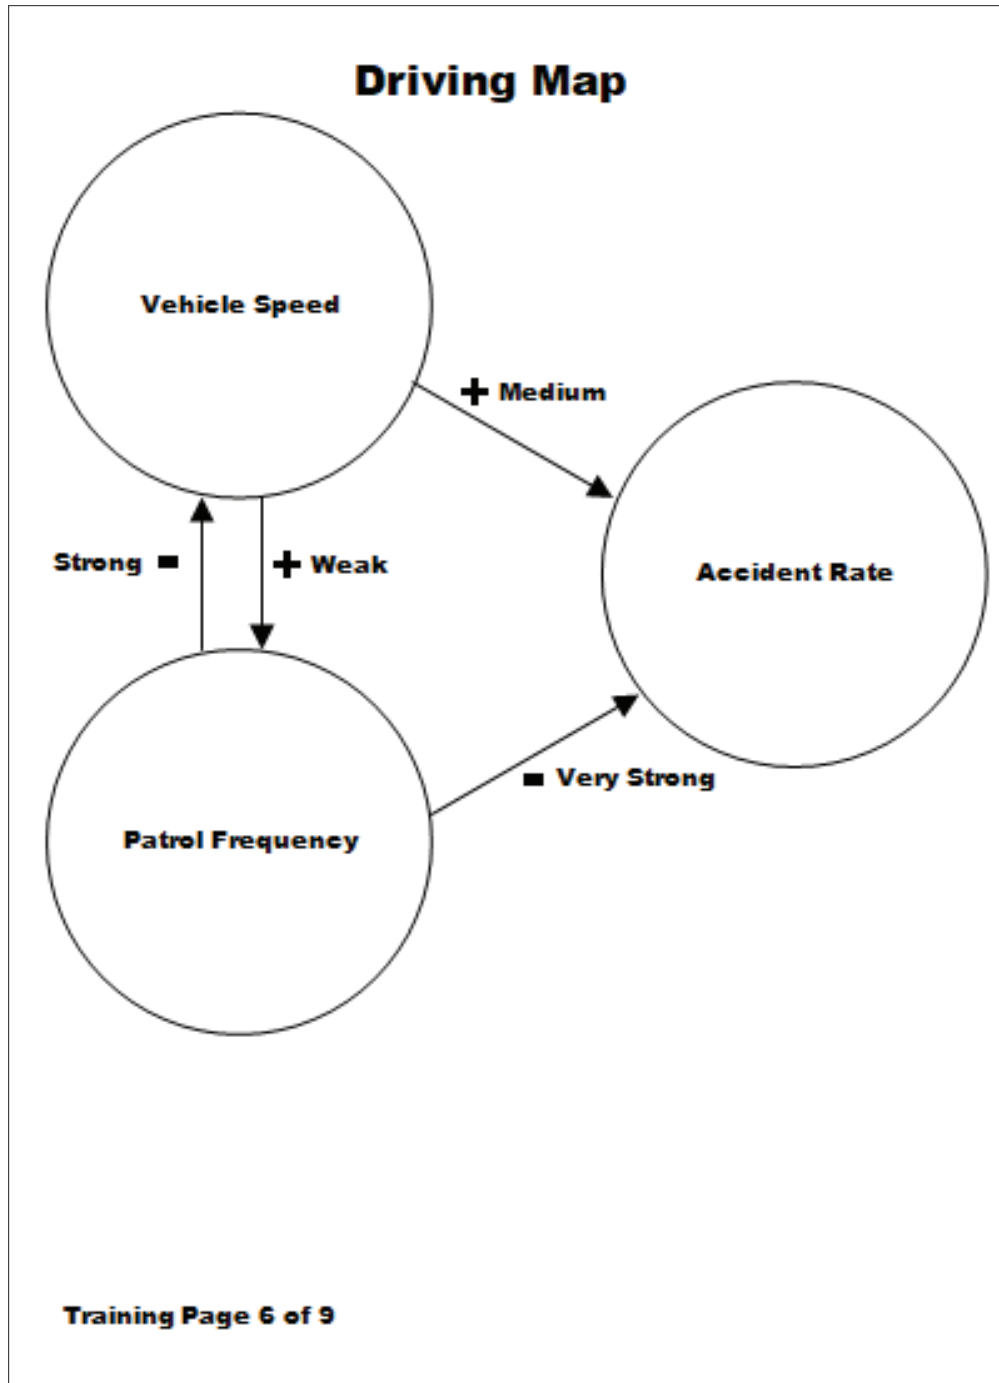 Driving Map
Vehicle Speed
+ Medium
Strong -
+ Weak
Accident Rate
- Very Strong
Patrol Frequency
Training Page 6 of 9